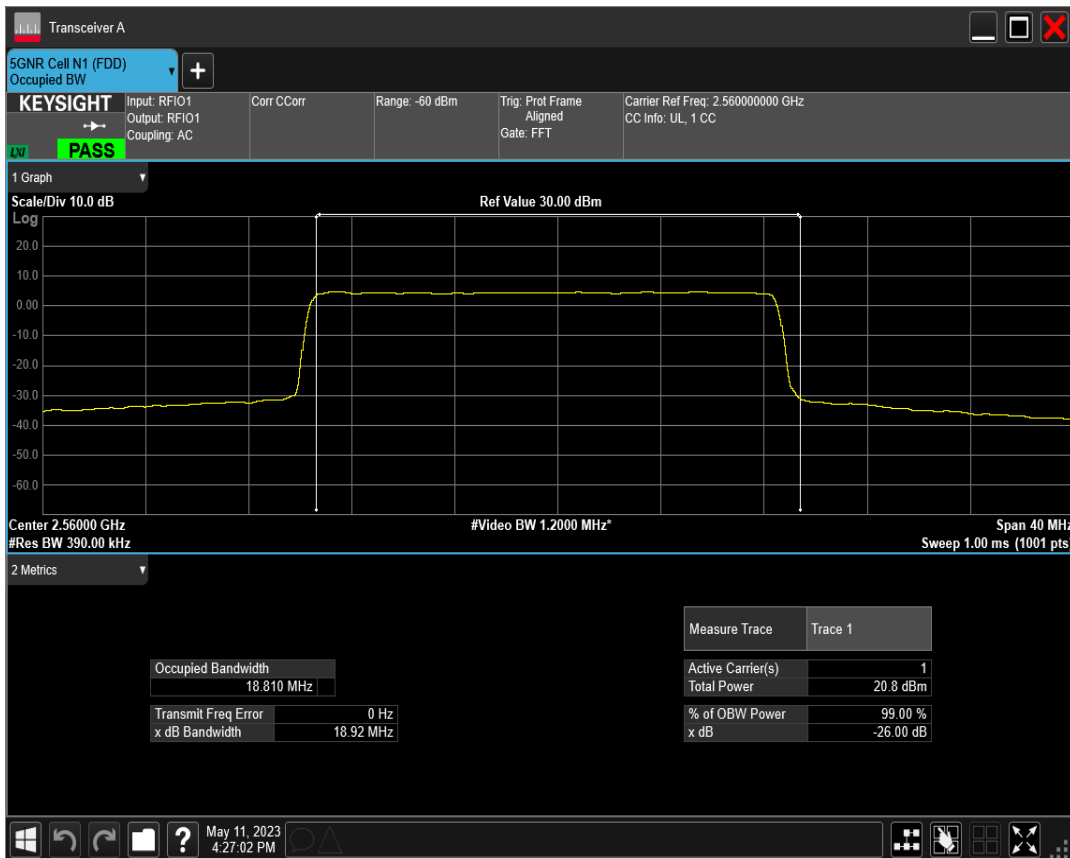 Transceiver A
5GNR Cell N1 (FDD)
Occupied BW
+
KEYSIGHT
LXI
PASS
Input: RFIO1
Output: RFIO1
Coupling: AC
Corr CCorr
Range: -60 dBm
Trig: Prot Frame
Aligned
Gate: FFT
Carrier Ref Freq: 2.560000000 GHz
CC Info: UL, 1 CC
1 Graph
Scale/Div 10.0 dB
Ref Value 30.00 dBm
Log
20.0
10.0
0.00
-10.0
-20.0
-30.0
-40.0
-50.0
-60.0
Center 2.56000 GHz
#Video BW 1.2000 MHz*
Span 40 MHz
#Res BW 390.00 kHz
Sweep 1.00 ms (1001 pts)
2 Metrics
Measure Trace Trace 1
Occupied Bandwidth
18.810 MHz
Active Carrier(s) 1
Total Power 20.8 dBm
Transmit Freq Error 0 Hz
x dB Bandwidth 18.92 MHz
% of OBW Power 99.00 %
x dB -26.00 dB
?
May 11, 2023
4:27:02 PM